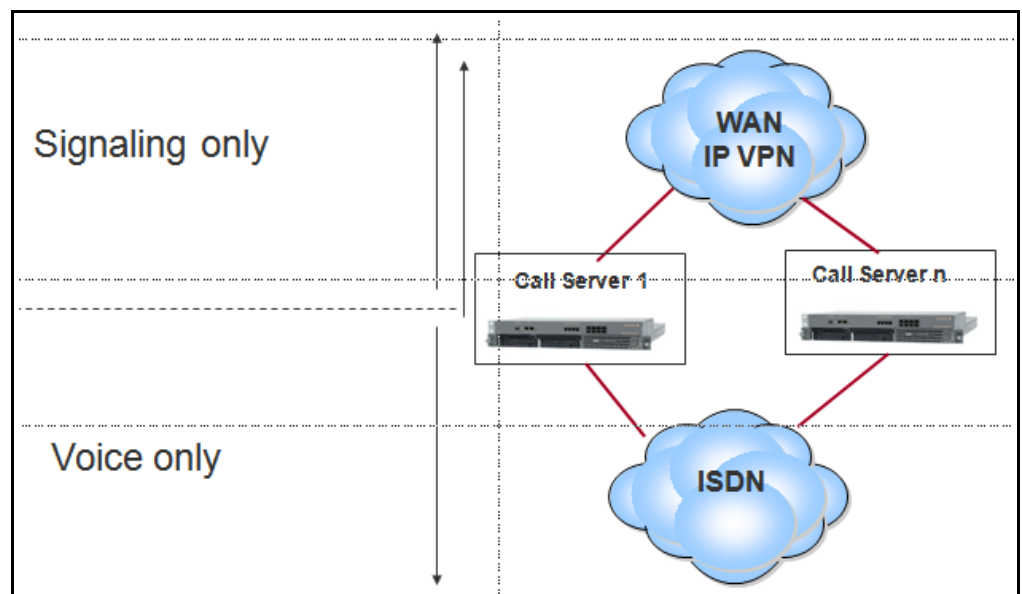 Signaling only
WAN
IP VPN
Call Server 1
Call Server n
Voice only
ISDN